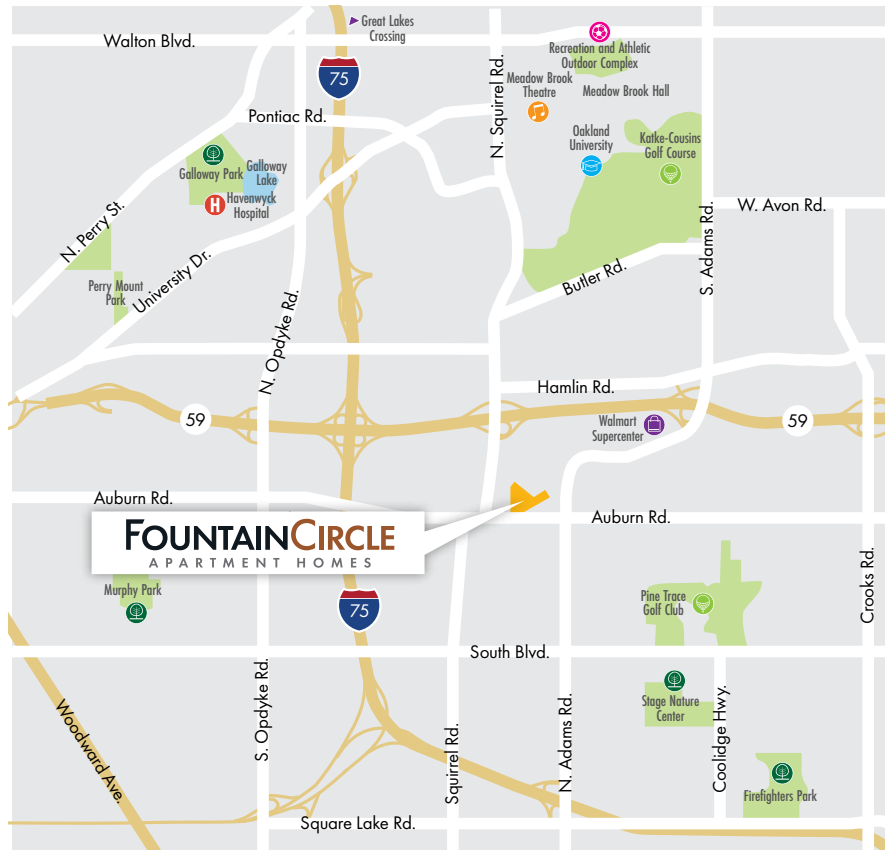 Great Lakes
Crossing
Walton Blvd.
Recreation and Athletic
Outdoor Complex
75
N. Squirrel Rd.
Meadow Brook
Theatre
Meadow Brook Hall
Pontiac Rd.
Oakland
University
Katke-Cousins
Golf Course
Galloway Park
Galloway
Lake
H
Havenwyck
Hospital
N. Perry St.
W. Avon Rd.
S. Adams Rd.
University Dr.
Butler Rd.
Perry Mount
Park
N. Opdyke Rd.
Hamlin Rd.
59
Walmart
Supercenter
59
Auburn Rd.
Auburn Rd.
FOUNTAINCIRCLE
APARTMENT HOMES
Murphy Park
75
Pine Trace
Golf Club
Crooks Rd.
South Blvd.
S. Opdyke Rd.
Stage Nature
Center
Woodward Ave.
Squirrel Rd.
N. Adams Rd.
Coolidge Hwy.
Firefighters Park
Square Lake Rd.